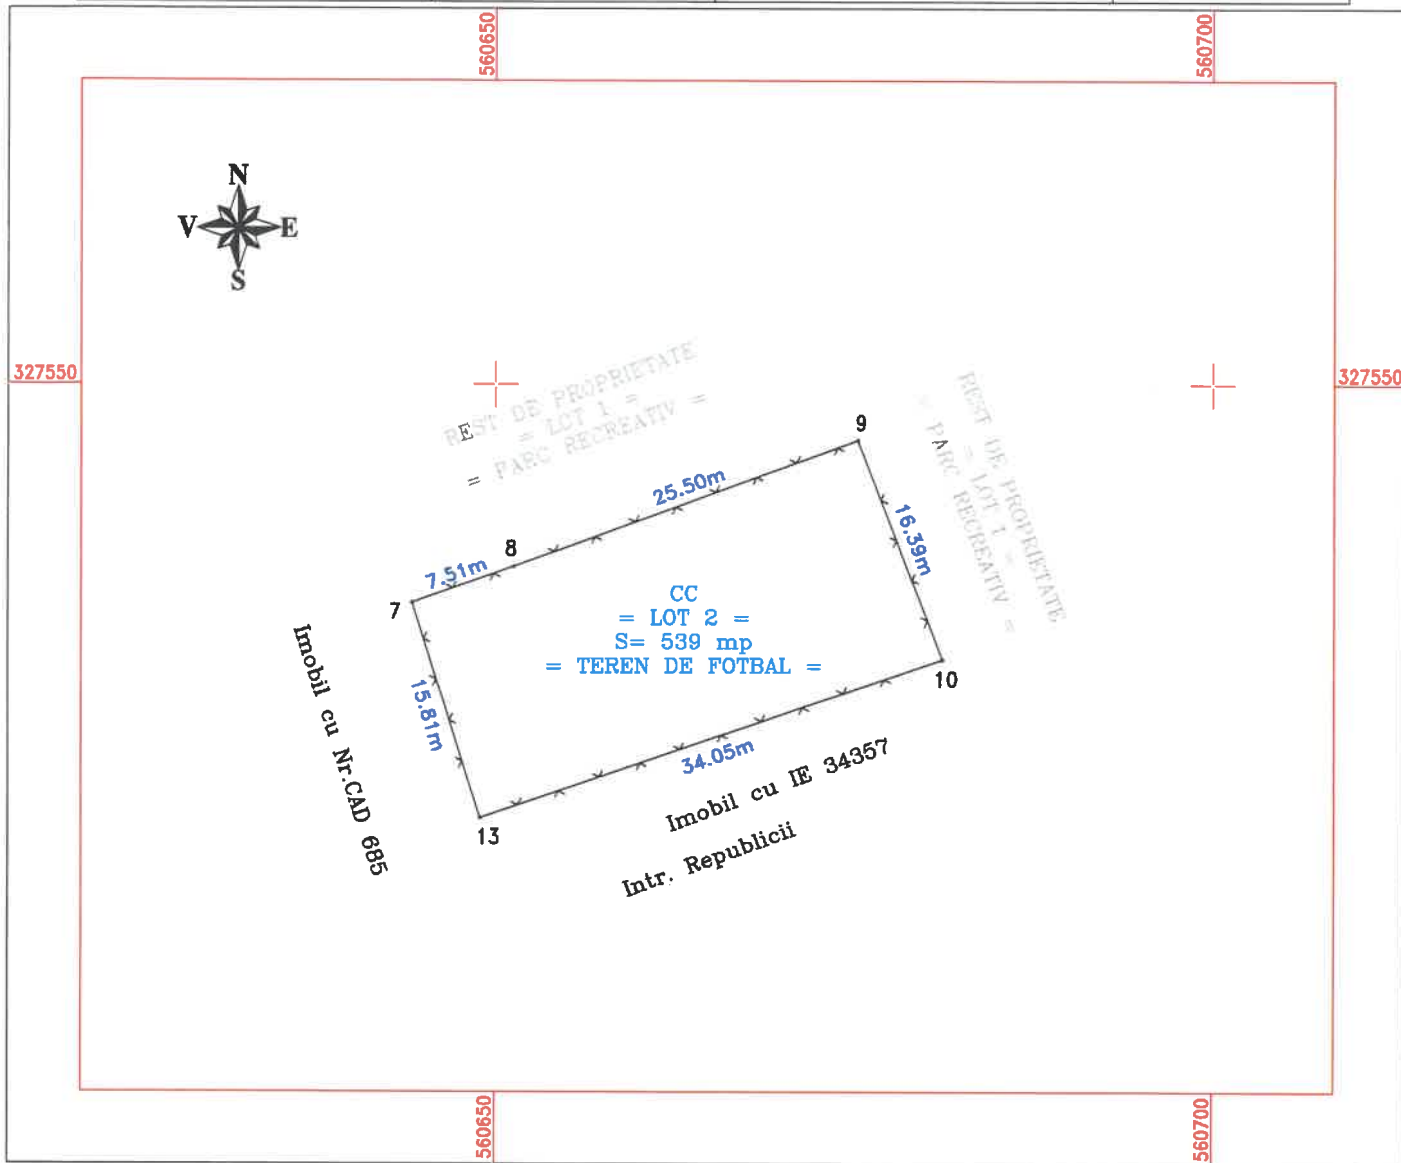 560650
560700
N
V
E
S
327550
327550
REST DE PROPRIETATE
= LOT 1 =
= PARC RECREATIV =
REST DE PROPRIETATE
= LOT 1 =
= PARC RECREATIV =
9
25.50m
16.39m
8
7.51m
7
CC
= LOT 2 =
S= 539 mp
= TEREN DE FOTBAL =
10
15.81m
34.05m
13
Imobil cu Nr.CAD 685
Imobil cu IE 34357
Intr. Republicii
560650
560700